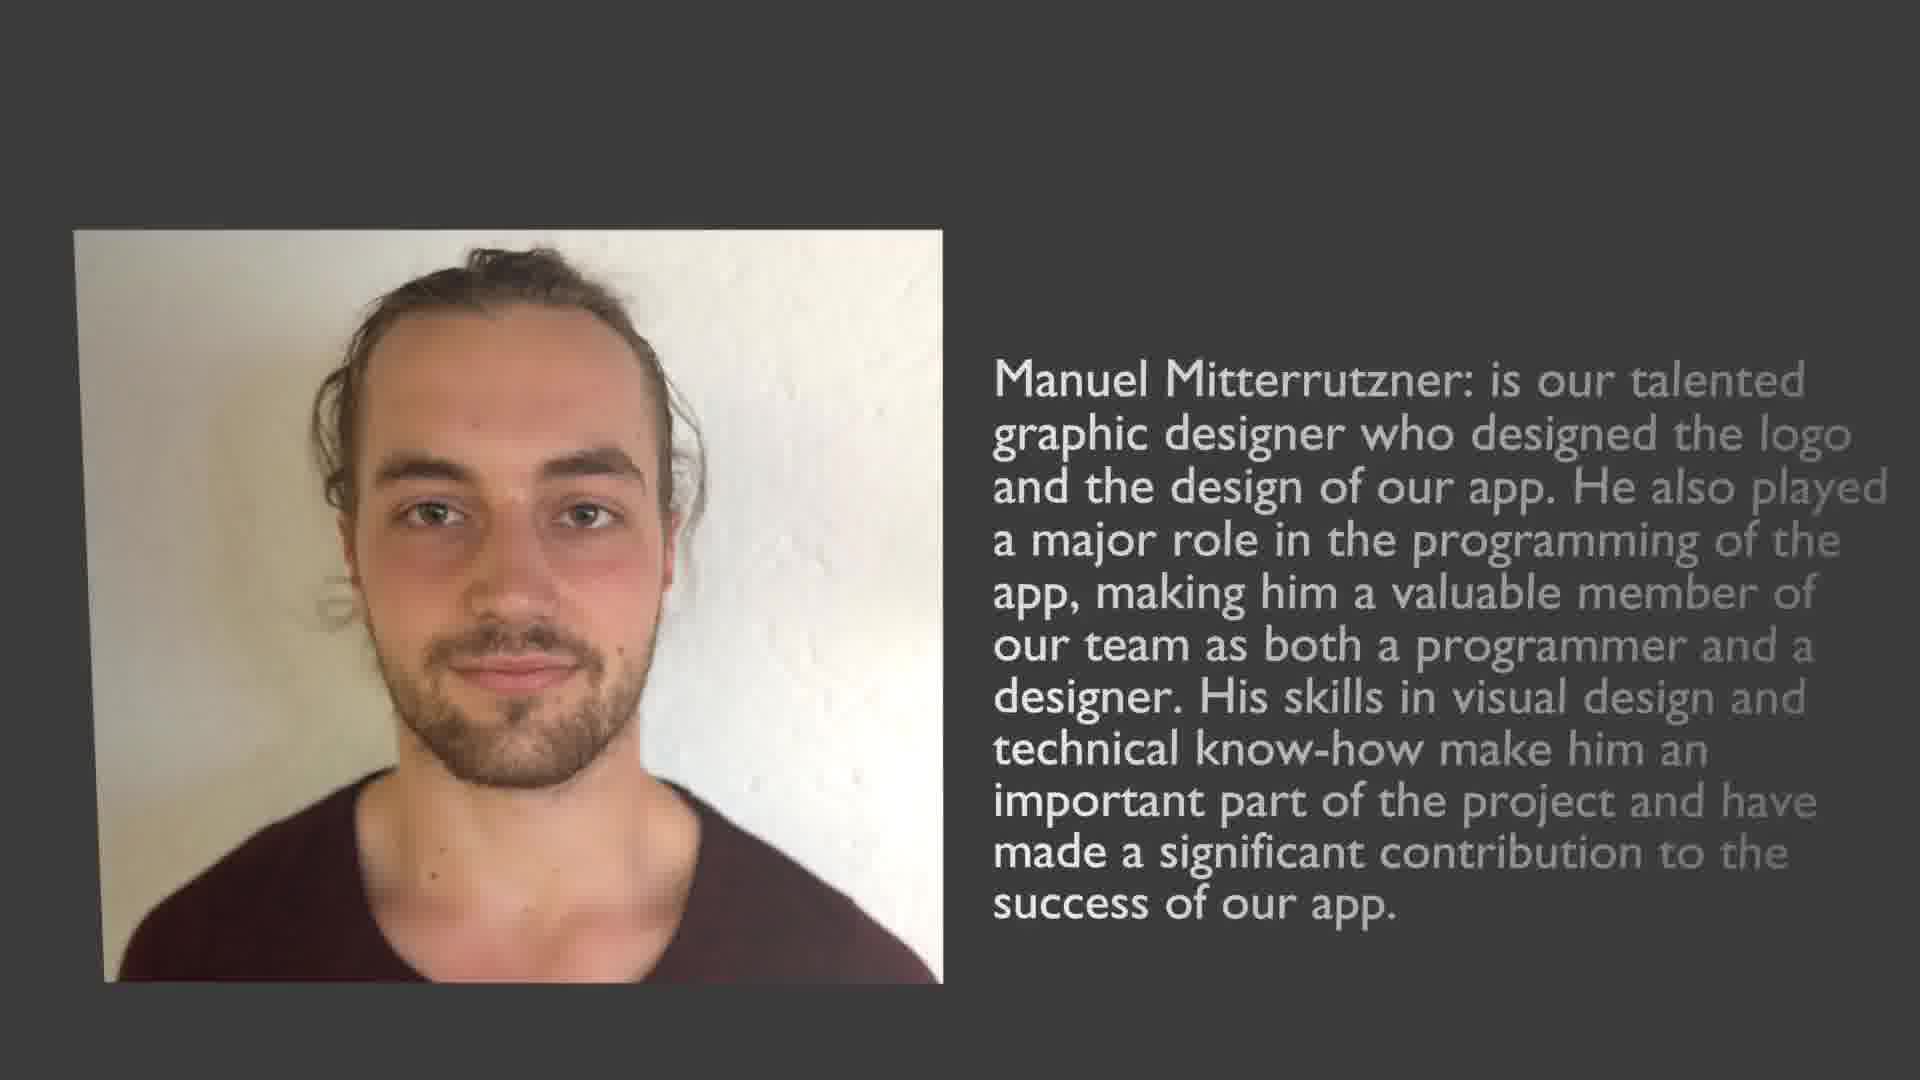 Manuel Mitterrutzner: is our talented
graphic designer who designed the logo
and the design of our app. He also played
a major role in the programming of the
app, making him a valuable member of
our team as both a programmer and a
designer. His skills in visual design and
technical know-how make him an
important part of the project and have
made a significant contribution to the
success of our app.